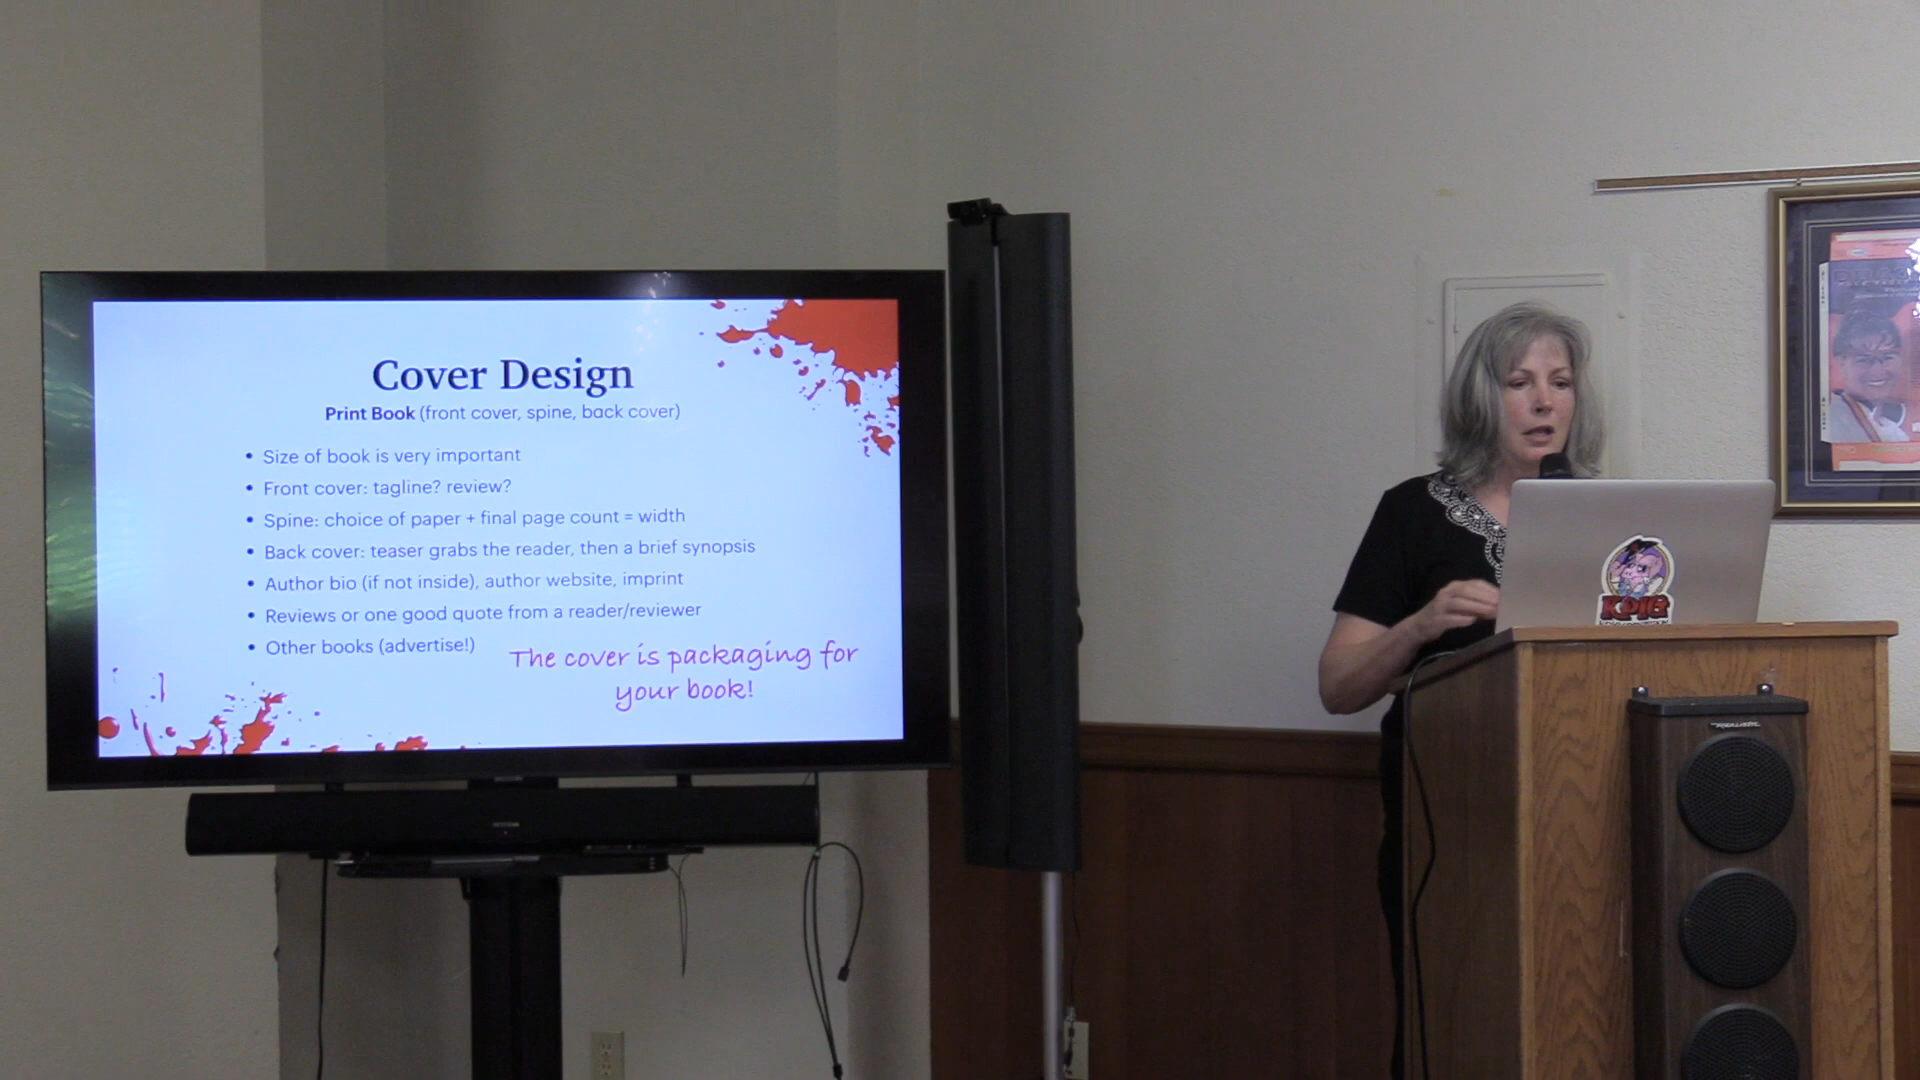 Cover Design
Print Book (front cover, spine, back cover)
• Size of book is very important
• Front cover: tagline? review?
• Spine: choice of paper + final page count = width
• Back cover: teaser grabs the reader, then a brief synopsis
• Author bio (if not inside), author website, imprint
• Reviews or one good quote from a reader/reviewer
• Other books (advertise!)
The cover is packaging for
your book!
KPIG
REALISTIC